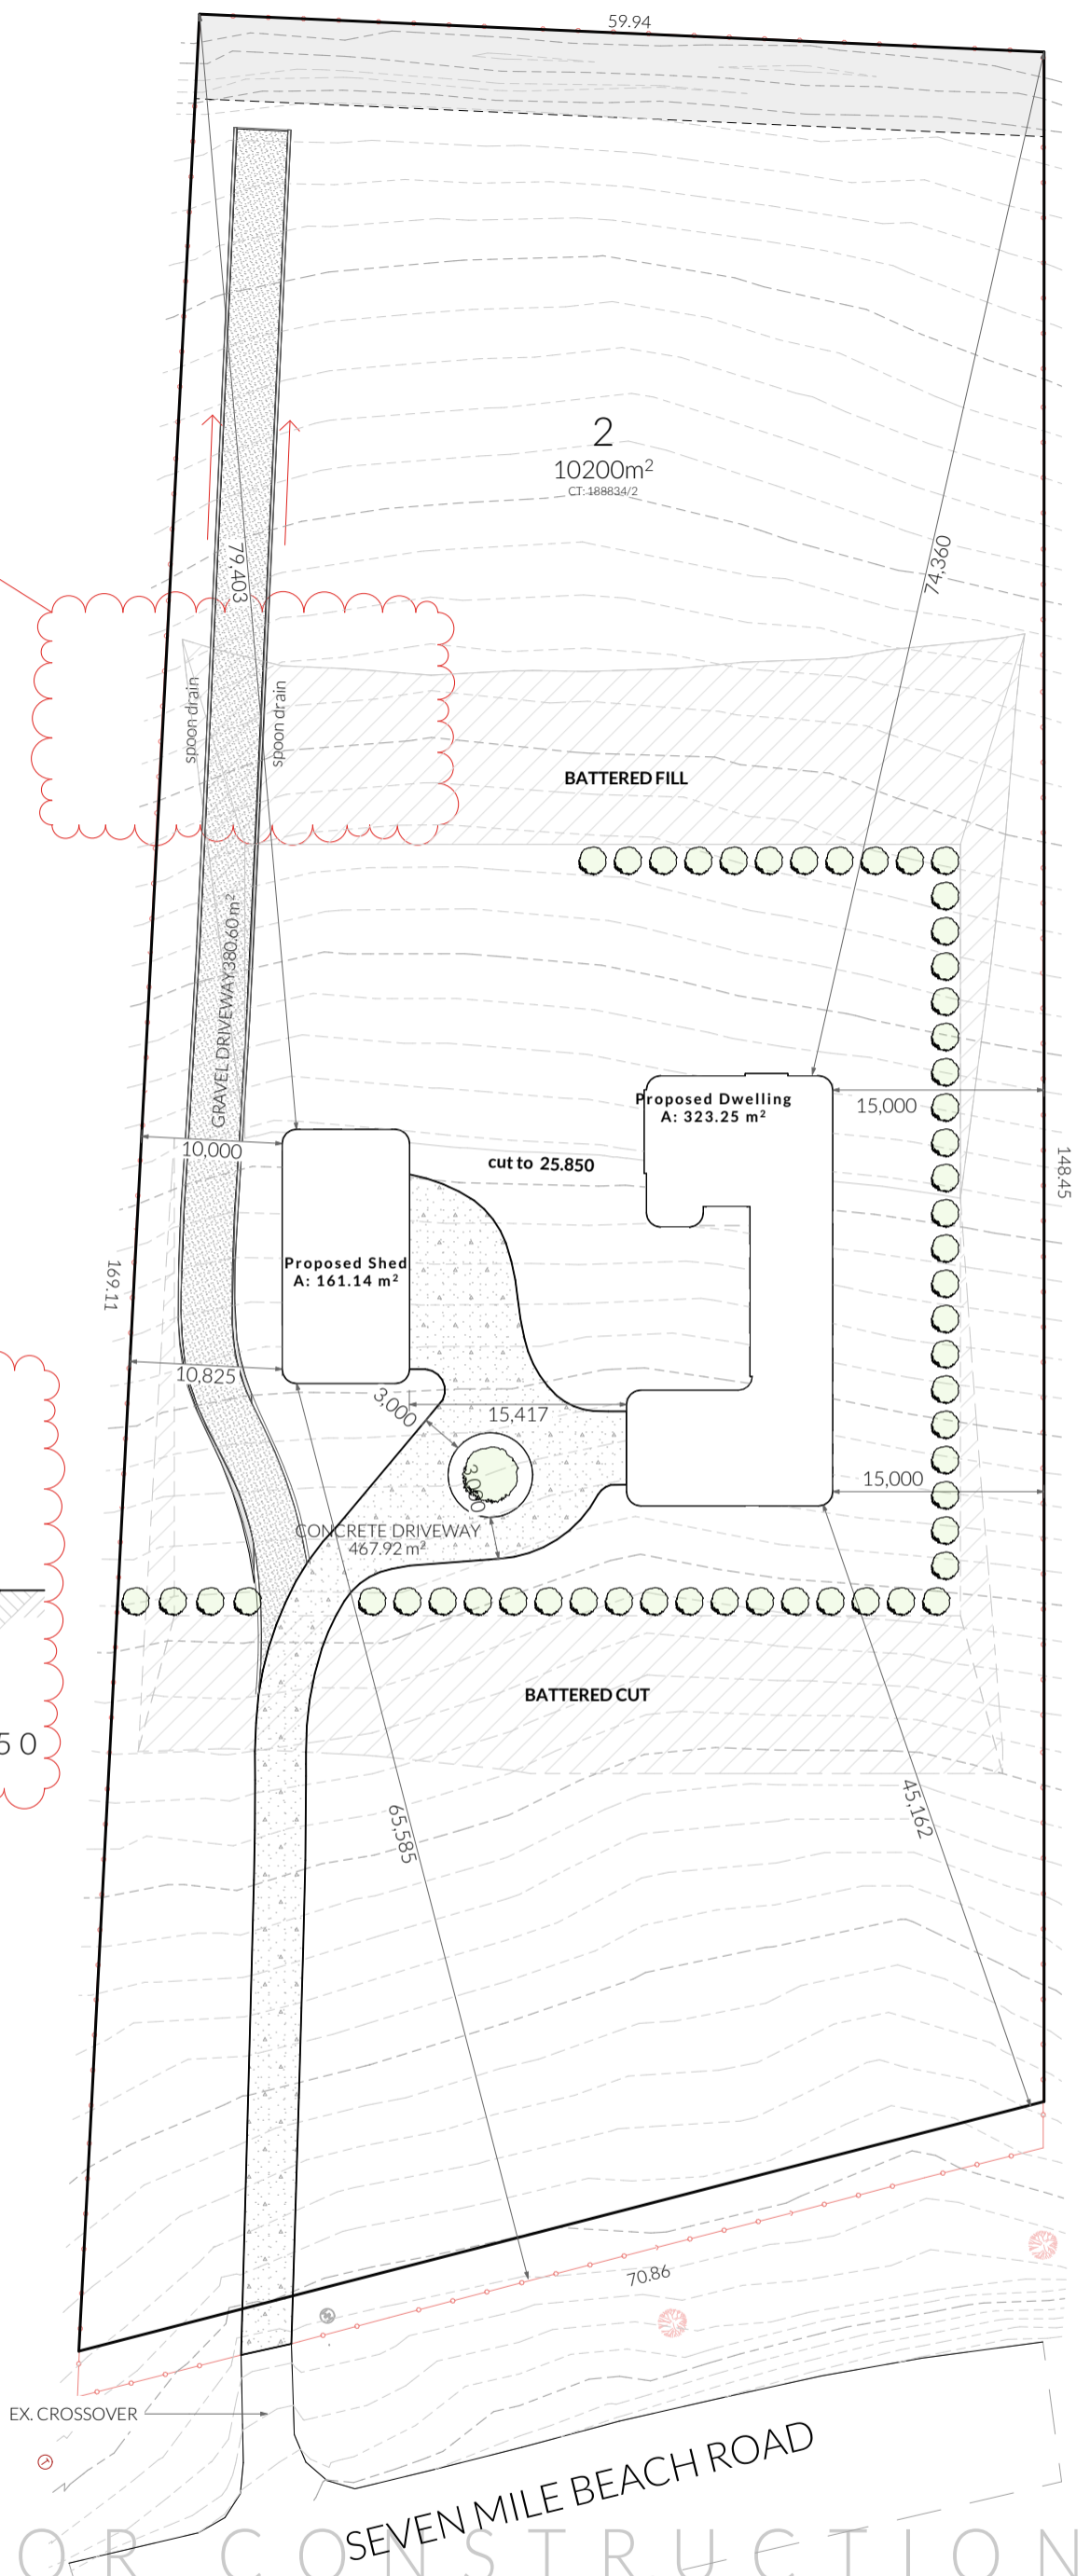 59.94
2
10200m²
CT: 188834/2
74,360
79,403
spoon drain
spoon drain
BATTERED FILL
GRAVEL DRIVEWAY380.60 m²
Proposed Dwelling
A: 323.25 m²
15,000
10,000
cut to 25.850
148.45
169.11
Proposed Shed
A: 161.14 m²
10,825
3,000
15,417
3,000
15,000
CONCRETE DRIVEWAY
467.92 m²
BATTERED CUT
50
65,585
45,162
70.86
EX. CROSSOVER
SEVEN MILE BEACH ROAD
OR CONSTRUCTION